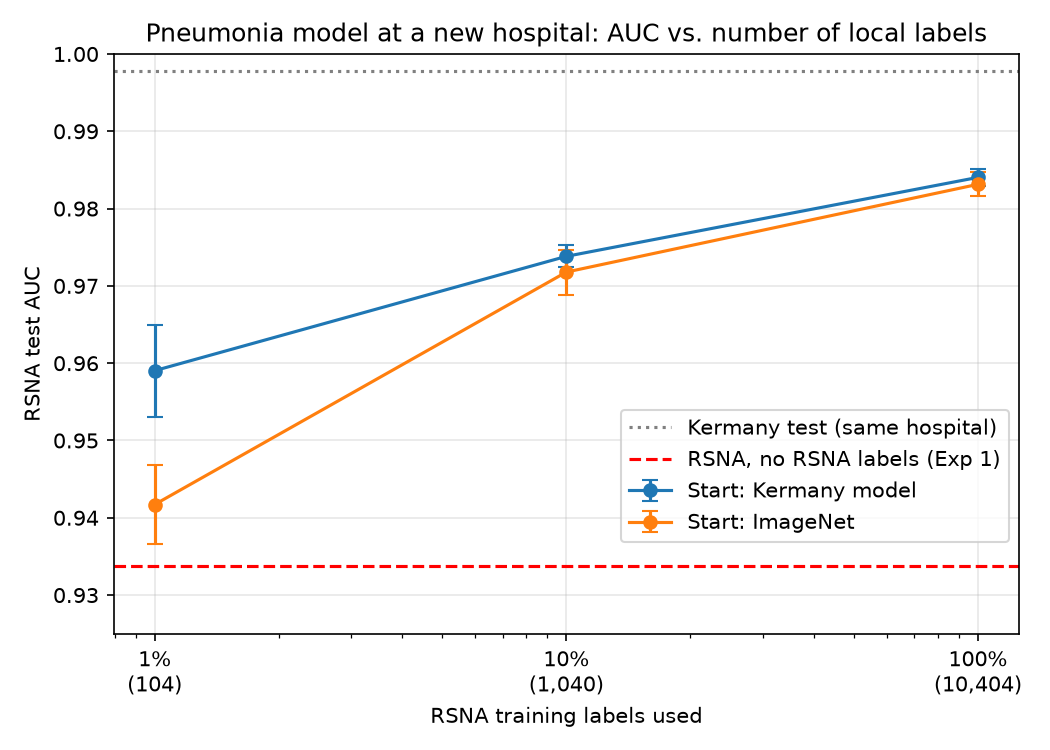 Pneumonia model at a new hospital: AUC vs. number of local labels
1.00
0.99
0.98
0.97
0.96
0.95
0.94
0.93
RSNA test AUC
Kermany test (same hospital)
RSNA, no RSNA labels (Exp 1)
Start: Kermany model
Start: ImageNet
1% 10% 100%
(104) (1,040) (10,404)
RSNA training labels used